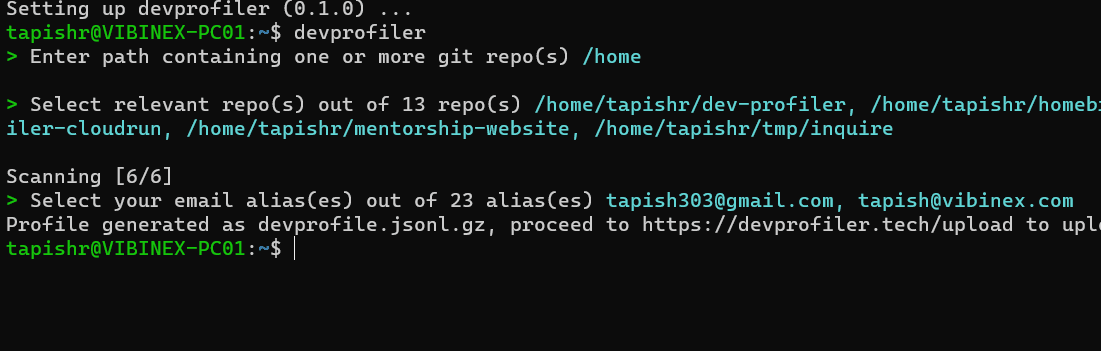 Setting up devprofiler (0.1.0) ...
tapishr@VIBINEX-PC01:~$ devprofiler
> Enter path containing one or more git repo(s) /home
> Select relevant repo(s) out of 13 repo(s) /home/tapishr/dev-profiler, /home/tapishr/homebi
iler-cloudrun, /home/tapishr/mentorship-website, /home/tapishr/tmp/inquire
Scanning [6/6]
> Select your email alias(es) out of 23 alias(es) tapish303@gmail.com, tapish@vibinex.com
Profile generated as devprofile.jsonl.gz, proceed to https://devprofiler.tech/upload to uplo
tapishr@VIBINEX-PC01:~$